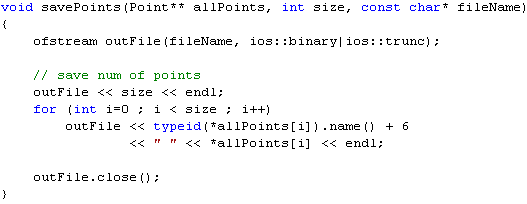 void savePoints(Point** allPoints, int size, const char* fileName)
{
    ofstream outFile(fileName, ios::binary|ios::trunc);

    // save num of points
    outFile << size << endl;
    for (int i=0 ; i < size ; i++)
        outFile << typeid(*allPoints[i]).name() + 6
                << " " << *allPoints[i] << endl;

    outFile.close();
}